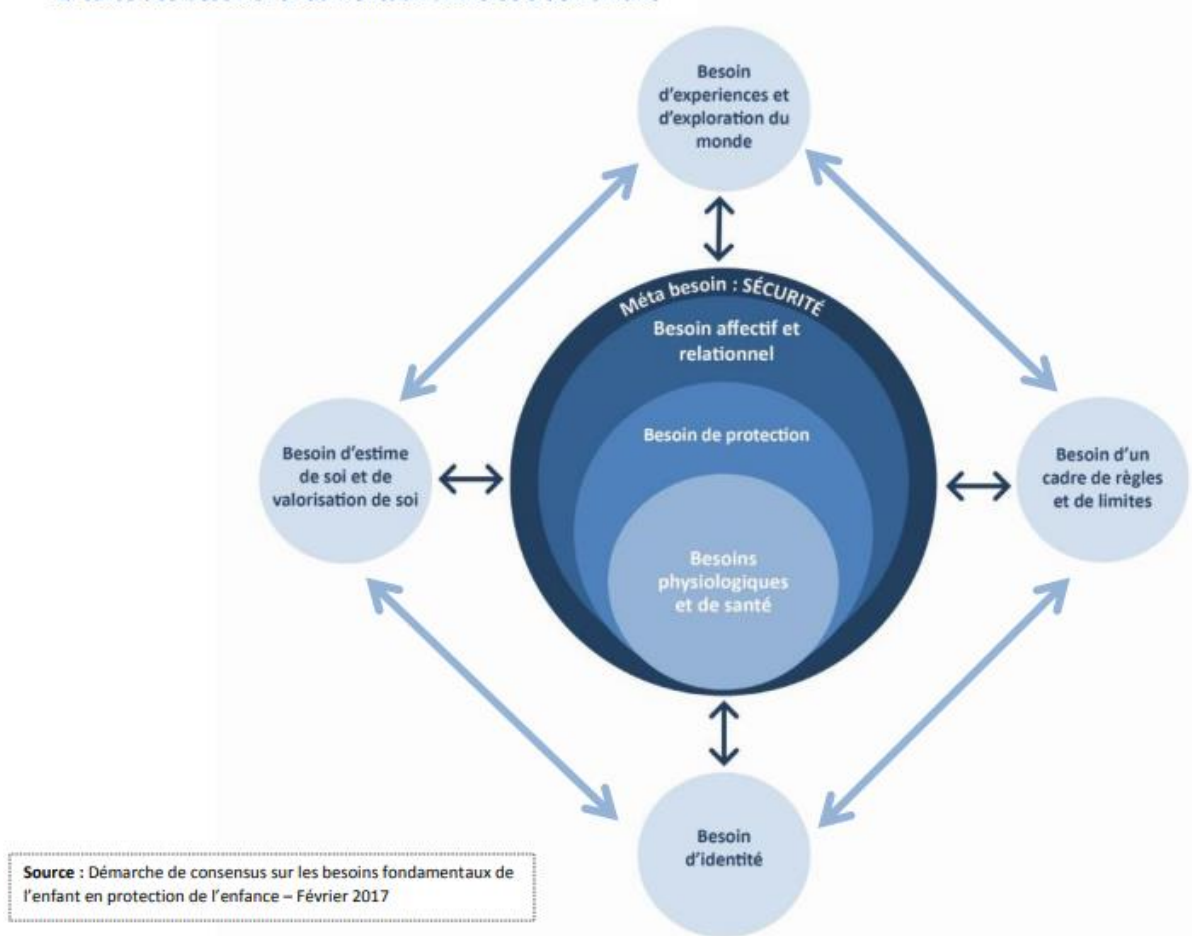 Besoin
d'experiences et
d'exploration du
monde
Méta besoin : SÉCURITÉ
Besoin affectif et
relationnel
Besoin de protection
Besoins
physiologiques
et de santé
Besoin d'estime
de soi et de
valorisation de soi
Besoin d'un
cadre de règles
et de limites
Besoin
d'identité
Source : Démarche de consensus sur les besoins fondamentaux de
l'enfant en protection de l'enfance – Février 2017